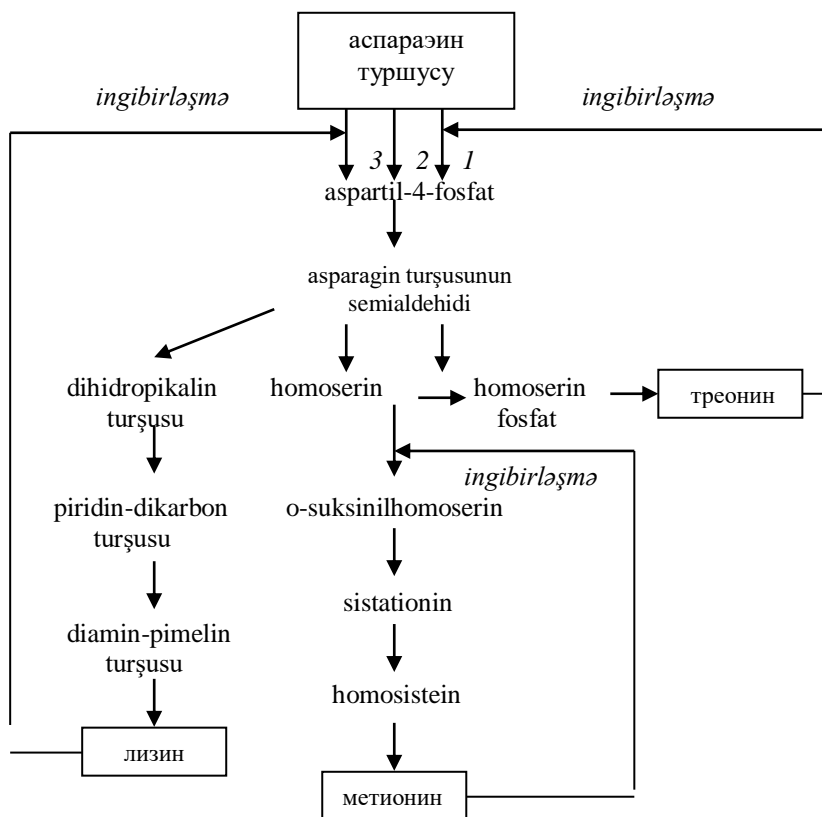 аспараэин
туршусу
ingibirləşmə
ingibirləşmə
3 2 1
aspartil-4-fosfat
asparagin turşusunun
semialdehidi
dihidropikalin
turşusu
homoserin
homoserin
fosfat
треонин
ingibirləşmə
piridin-dikarbon
turşusu
o-suksinilhomoserin
sistationin
diamin-pimelin
turşusu
homosistein
лизин
метионин